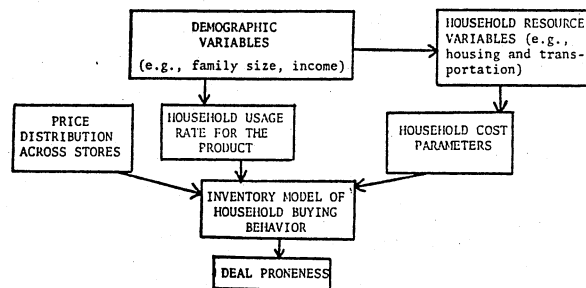 DEMOGRAPHIC
VARIABLES
(e.g., family size, income)
HOUSEHOLD RESOURCE
VARIABLES (e.g.,
housing and trans-
portation)
PRICE
DISTRIBUTION
ACROSS STORES
HOUSEHOLD USAGE
RATE FOR THE
PRODUCT
HOUSEHOLD COST
PARAMETERS
INVENTORY MODEL OF
HOUSEHOLD BUYING
BEHAVIOR
DEAL PRONENESS